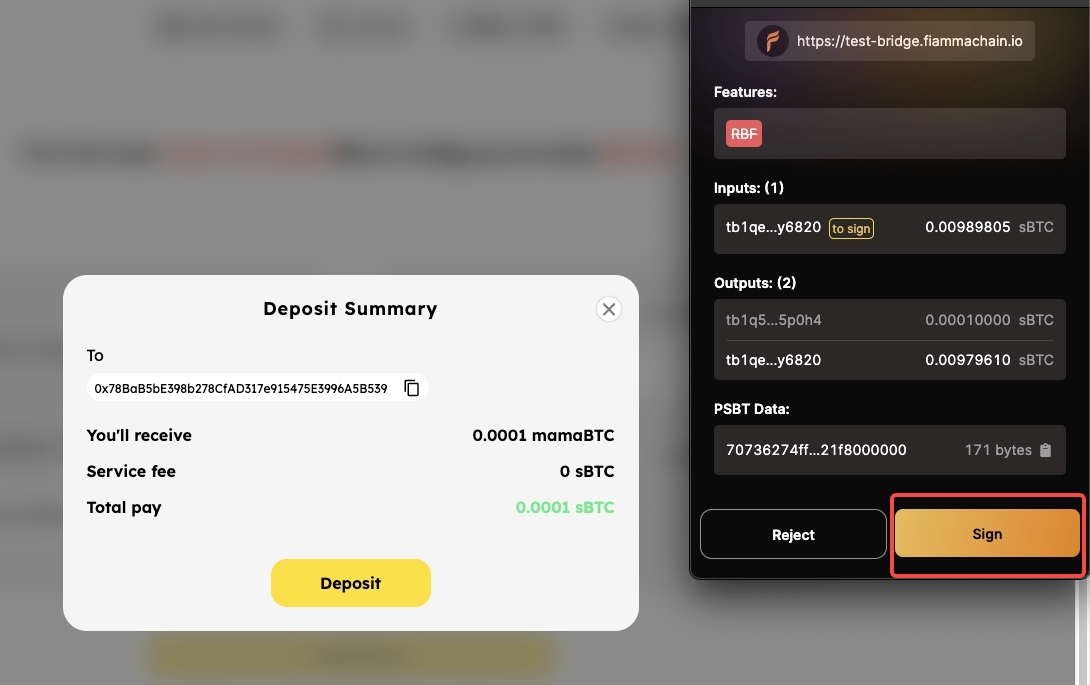 Deposit Summary
To
0x78BaB5bE398b278CfAD317e915475E3996A5B539
You'll receive 0.0001 mamaBTC
Service fee 0 sBTC
Total pay 0.0001 sBTC
Deposit
https://test-bridge.fiammachain.io
Features:
RBF
Inputs: (1)
tb1qe...y6820 to sign 0.00989805 sBTC
Outputs: (2)
tb1q5...5p0h4 0.00010000 sBTC
tb1qe...y6820 0.00979610 sBTC
PSBT Data:
70736274ff...21f8000000 171 bytes
Reject Sign